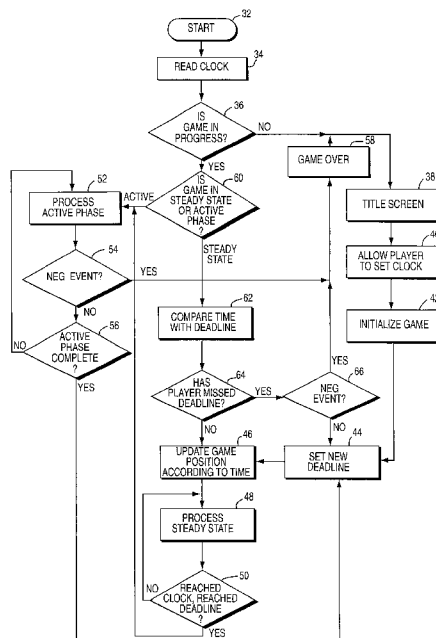 32
START
34
READ CLOCK
36
IS
GAME IN
PROGRESS?
NO
YES
58
GAME OVER
38
TITLE SCREEN
52
PROCESS
ACTIVE PHASE
ACTIVE
60
IS
GAME IN
STEADY STATE
OR ACTIVE
PHASE
?
STEADY
STATE
ALLOW PLAYER
TO SET CLOCK
42
INITIALIZE GAME
54
NEG EVENT?
YES
NO
62
COMPARE TIME
WITH DEADLINE
56
ACTIVE
PHASE
COMPLETE
?
NO
YES
64
HAS
PLAYER MISSED
DEADLINE?
YES
NO
66
NEG
EVENT?
YES
NO
44
SET NEW
DEADLINE
46
UPDATE GAME
POSITION
ACCORDING TO TIME
48
PROCESS
STEADY STATE
50
REACHED
CLOCK, REACHED
DEADLINE
?
NO
YES